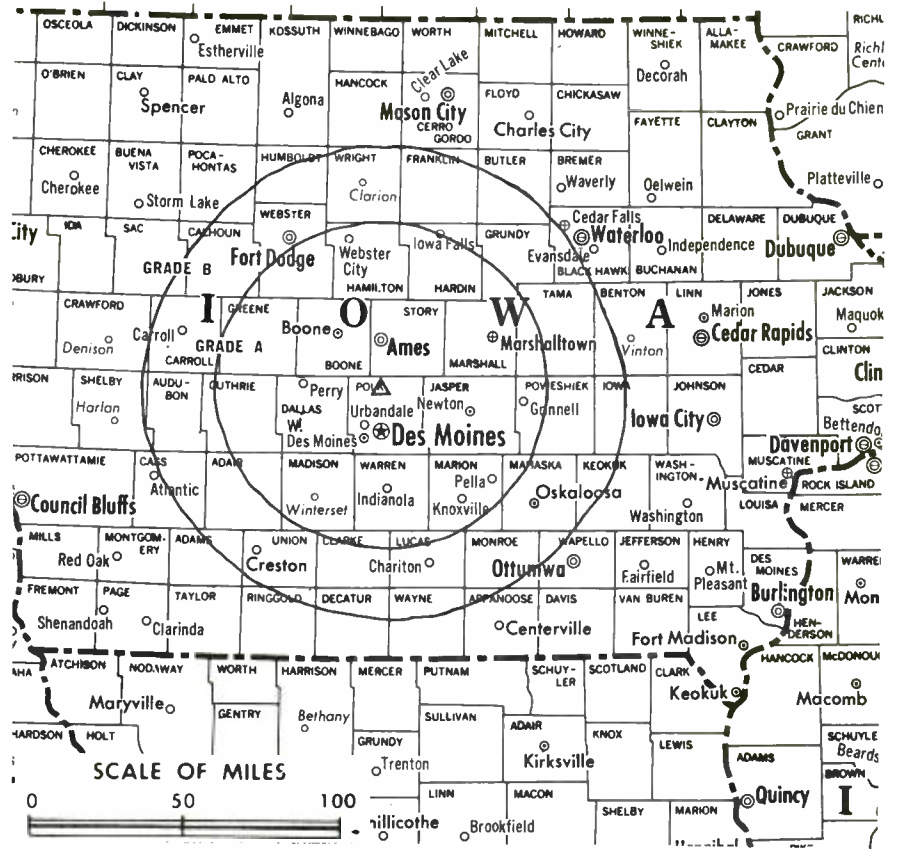 OSCEOLA DICKINSON EMMET KOSSUTH WINNEBAGO WORTH MITCHELL HOWARD WINNE- ALLA-
SHIEK MAKEE CRAWFORD
Estherville
Decorah
O'BRIEN CLAY PALO ALTO HANCOCK Clear Lake
Spencer Algona Mason City FLOYD CHICKASAW
Prairie du Chien
CERRO
GORDO Charles City FAYETTE CLAYTON GRANT
CHEROKEE BUENA
VISTA POCA-
HONTAS HUMBOLDT WRIGHT FRANKLIN BUTLER BREMER
Cherokee Clarion Waverly Oelwein Platteville
Storm Lake
WEBSTER Cedar Falls DELAWARE DUBUQUE
City IDA SAC CALHOUN Fort Dodge Webster
City Iowa Falls GRUNDY Waterloo Independence Dubuque
Evansdale
GRADE B BLACK HAWK BUCHANAN
HAMILTON HARDIN
TAMA BENTON LINN JONES JACKSON
CRAWFORD I GREENE O STORY W A Marion Maquok
Carroll Boone Ames Marshalltown Cedar Rapids
Denison GRADE A Vinton CLINTON
CARROLL BOONE MARSHALL CEDAR Clin
SHELBY AUDU-
BON GUTHRIE Perry POLK JASPER POWESHIEK IOWA JOHNSON
Harlan DALLAS Urbandale Newton Grinnell SCOT
W. Des Moines Des Moines Iowa City Bettendo
Davenport
POTTAWATTAMIE CASS ADAIR MADISON WARREN MARION MAHASKA KEOKUK WASH-
INGTON MUSCATINE
Atlantic Pella Muscatine ROCK ISLAND
Council Bluffs Winterset Indianola Knoxville Oskaloosa Washington LOUISA MERCER
MILLS MONTGOM-
ERY ADAMS UNION CLARKE LUCAS MONROE WAPELLO JEFFERSON HENRY DES
MOINES
Red Oak Creston Chariton Ottumwa Fairfield Mt.
Pleasant
FREMONT PAGE TAYLOR RINGGOLD DECATUR WAYNE APPANOOSE DAVIS VAN BUREN Burlington Mon
LEE
Shenandoah Clarinda Centerville HEN-
DERSON
Fort Madison
ATCHISON NODAWAY WORTH HARRISON MERCER PUTNAM SCHUY-
LER SCOTLAND CLARK HANCOCK
Keokuk Macomb
Maryville GENTRY Bethany SULLIVAN ADAIR KNOX
HOLT GRUNDY LEWIS
Trenton Kirksville ADAMS Beards
BROWN
SCALE OF MILES LINN MACON I
0 50 100 SHELBY MARION Quincy
Brookfield